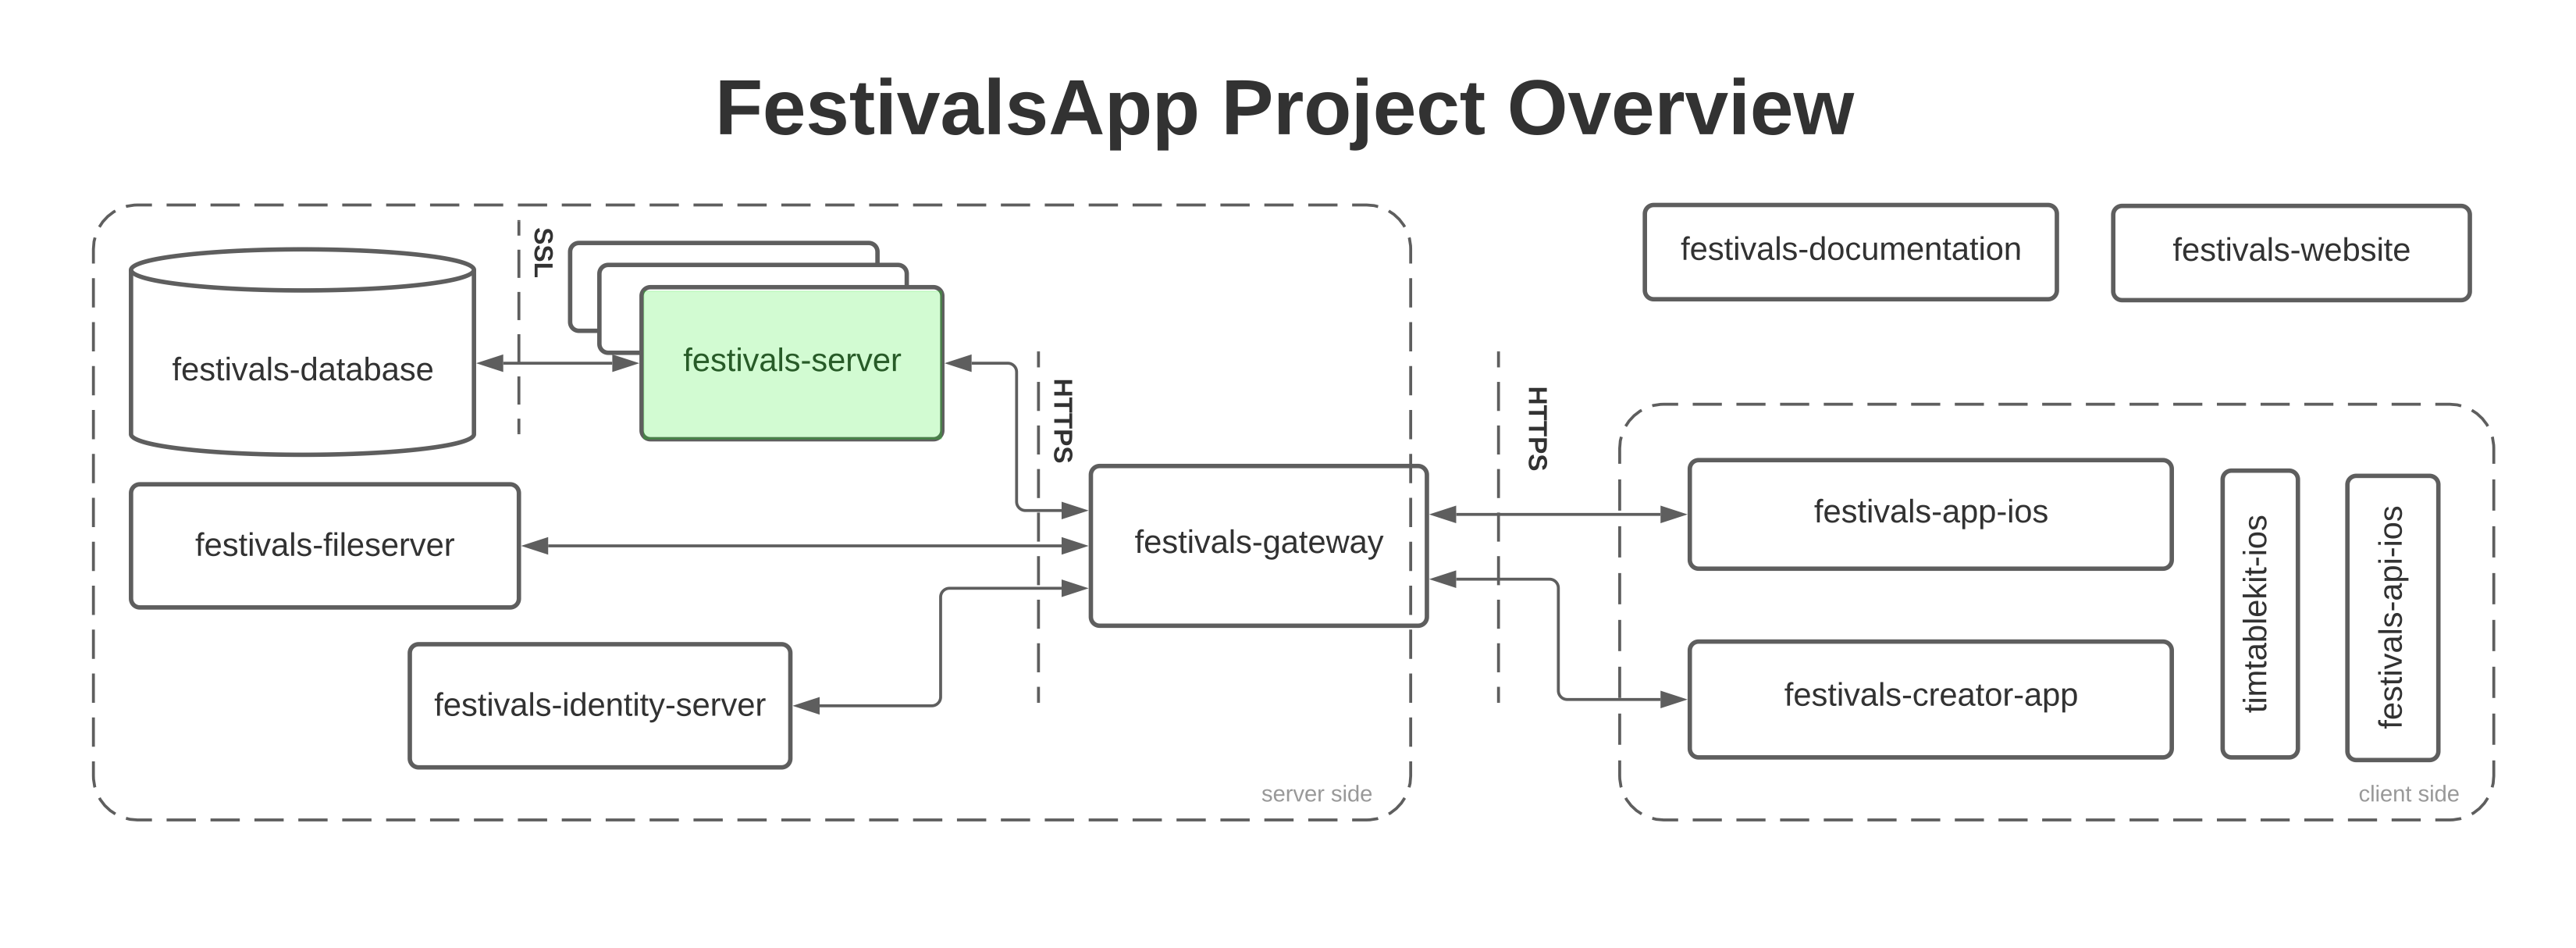 FestivalsApp Project Overview
SSL
festivals-database
festivals-server
HTTPS
festivals-fileserver
festivals-gateway
festivals-identity-server
server side
HTTPS
festivals-documentation
festivals-website
festivals-app-ios
festivals-creator-app
timtablekit-ios
festivals-api-ios
client side